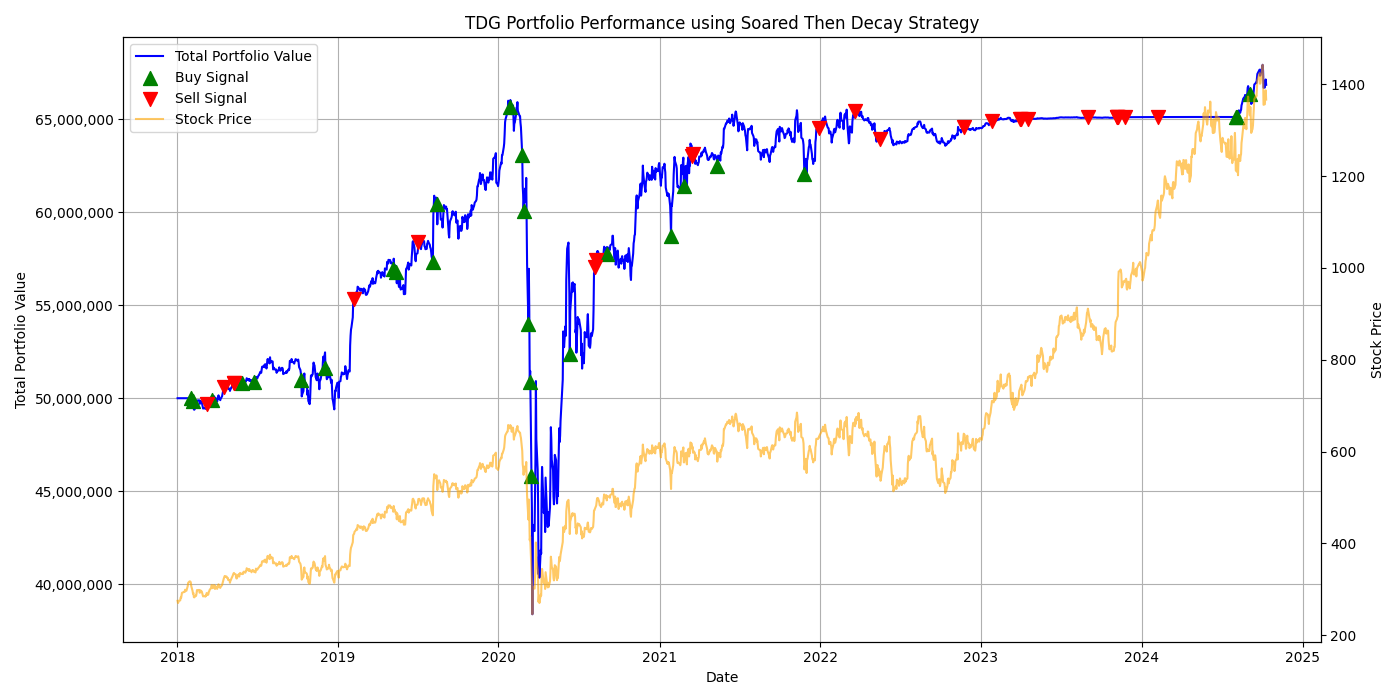 TDG Portfolio Performance using Soared Then Decay Strategy
Total Portfolio Value
Buy Signal
Sell Signal
Stock Price
65,000,000
60,000,000
55,000,000
50,000,000
45,000,000
40,000,000
Total Portfolio Value
1400
1200
1000
800
600
400
200
Stock Price
2018
2019
2020
2021
2022
2023
2024
2025
Date